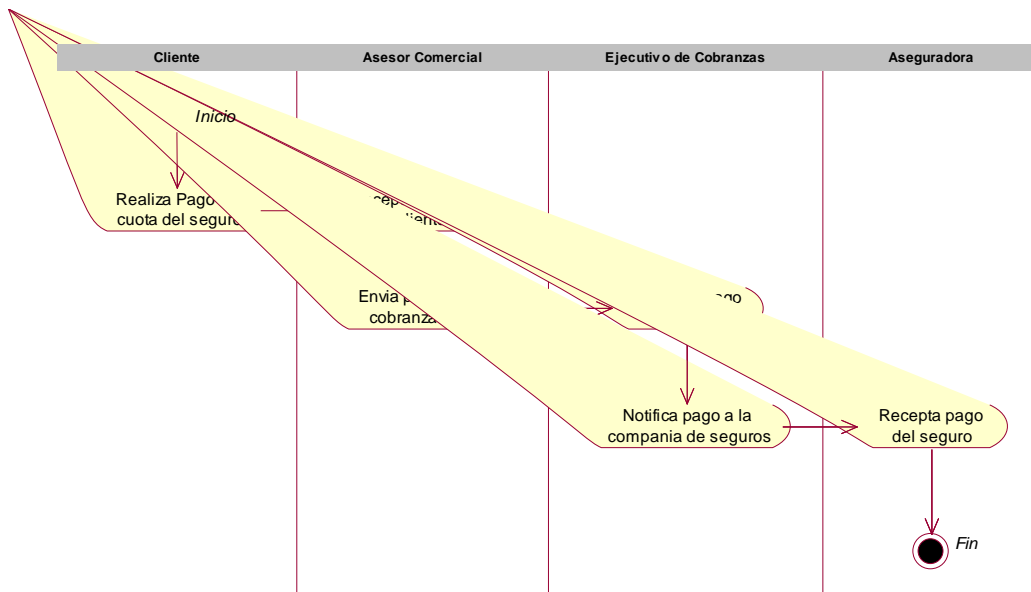 Cliente
Asesor Comercial
Ejecutivo de Cobranzas
Aseguradora
Inicio
Realiza Pago
cuota del seguro
Envia
cobranza
Notifica pago a la
compania de seguros
Recepta pago
del seguro
Fin